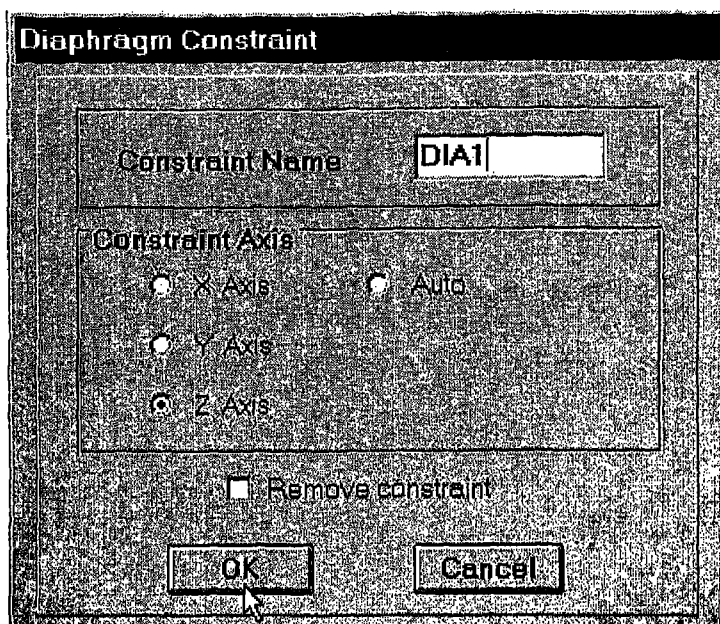 Diaphragm Constraint
Constraint Name DIA1
Constraint Axis
X Axis Auto
Y Axis
Z Axis
Remove constraint
OK Cancel